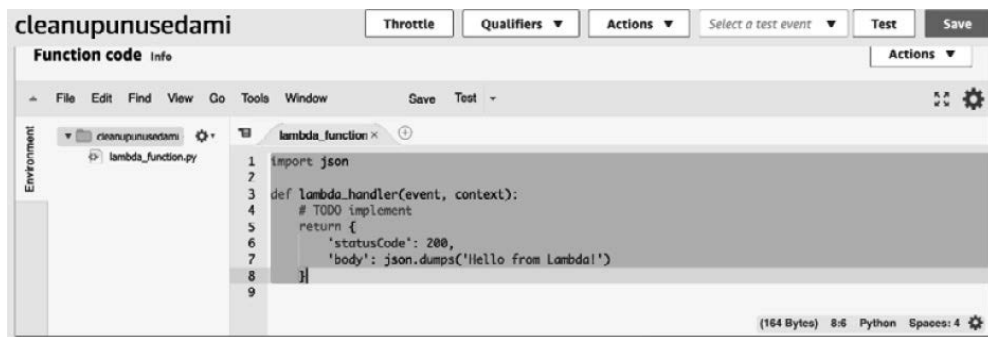 cleanupunusedami Throttle Qualifiers ▼ Actions ▼ Select a test event ▼ Test Save
Function code Info Actions ▼
File Edit Find View Go Tools Window Save Test
Environment
cleanupunusedami lambda_function ×
lambda_function.py
1 import json
2
3 def lambda_handler(event, context):
4 # TODO implement
5 return {
6 'statusCode': 200,
7 'body': json.dumps('Hello from Lambda!')
8 }
9
(164 Bytes) 8:6 Python Spaces: 4